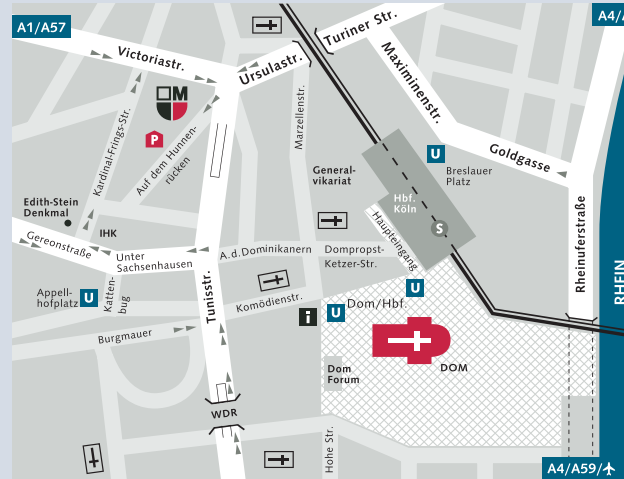 A1/A57
Victoriastr.
Ursulastr.
Turiner Str.
A4/A
Maximinenstr.
M
P
Kardinal-Frings-Str.
Auf dem Hunnen-
rücken
Marzellenstr.
U
Goldgasse
Breslauer
Platz
General-
vikariat
Hbf.
Köln
S
Haupteingang
Edith-Stein
Denkmal
IHK
Gereonstraße
Unter
Sachsenhausen
A.d.Dominikanern
Dompropst-
Ketzer-Str.
Rheinuferstraße
RHEIN
Appell-
hofplatz
U
Katten-
bug
Tunisstr.
Komödienstr.
U
i
U
Dom/Hbf.
Burgmauer
DOM
Dom
Forum
WDR
Hohe Str.
A4/A59/